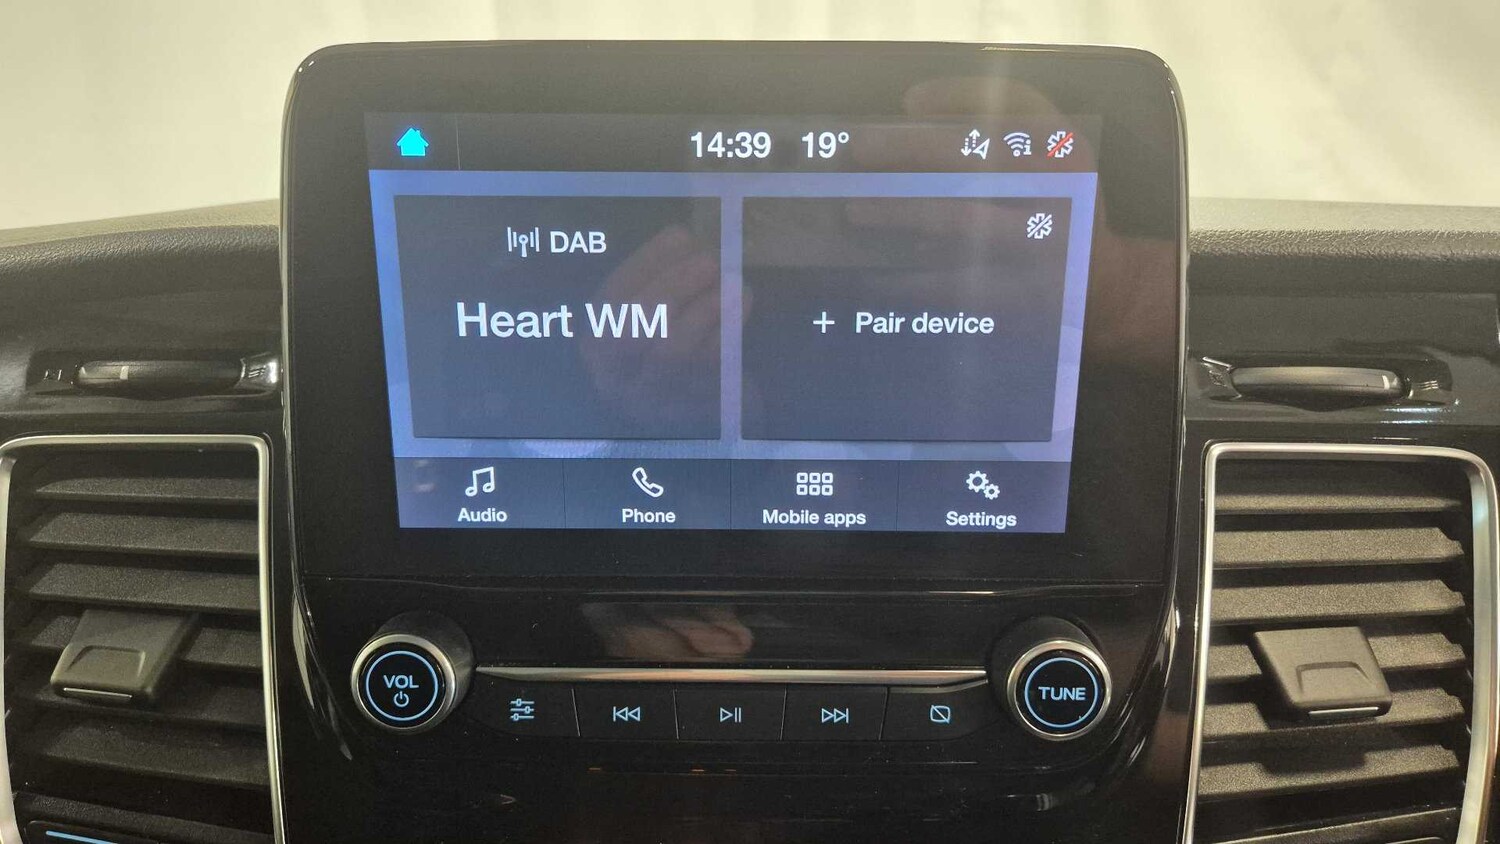 14:39 19°
DAB
Heart WM
+ Pair device
Audio
Phone
Mobile apps
Settings
VOL
TUNE